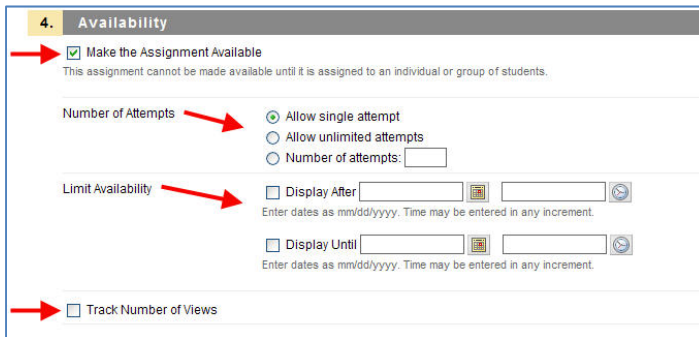 4. Availability
Make the Assignment Available
This assignment cannot be made available until it is assigned to an individual or group of students.
Number of Attempts
Allow single attempt
Allow unlimited attempts
Number of attempts:
Limit Availability
Display After
Enter dates as mm/dd/yyyy. Time may be entered in any increment.
Display Until
Enter dates as mm/dd/yyyy. Time may be entered in any increment.
Track Number of Views